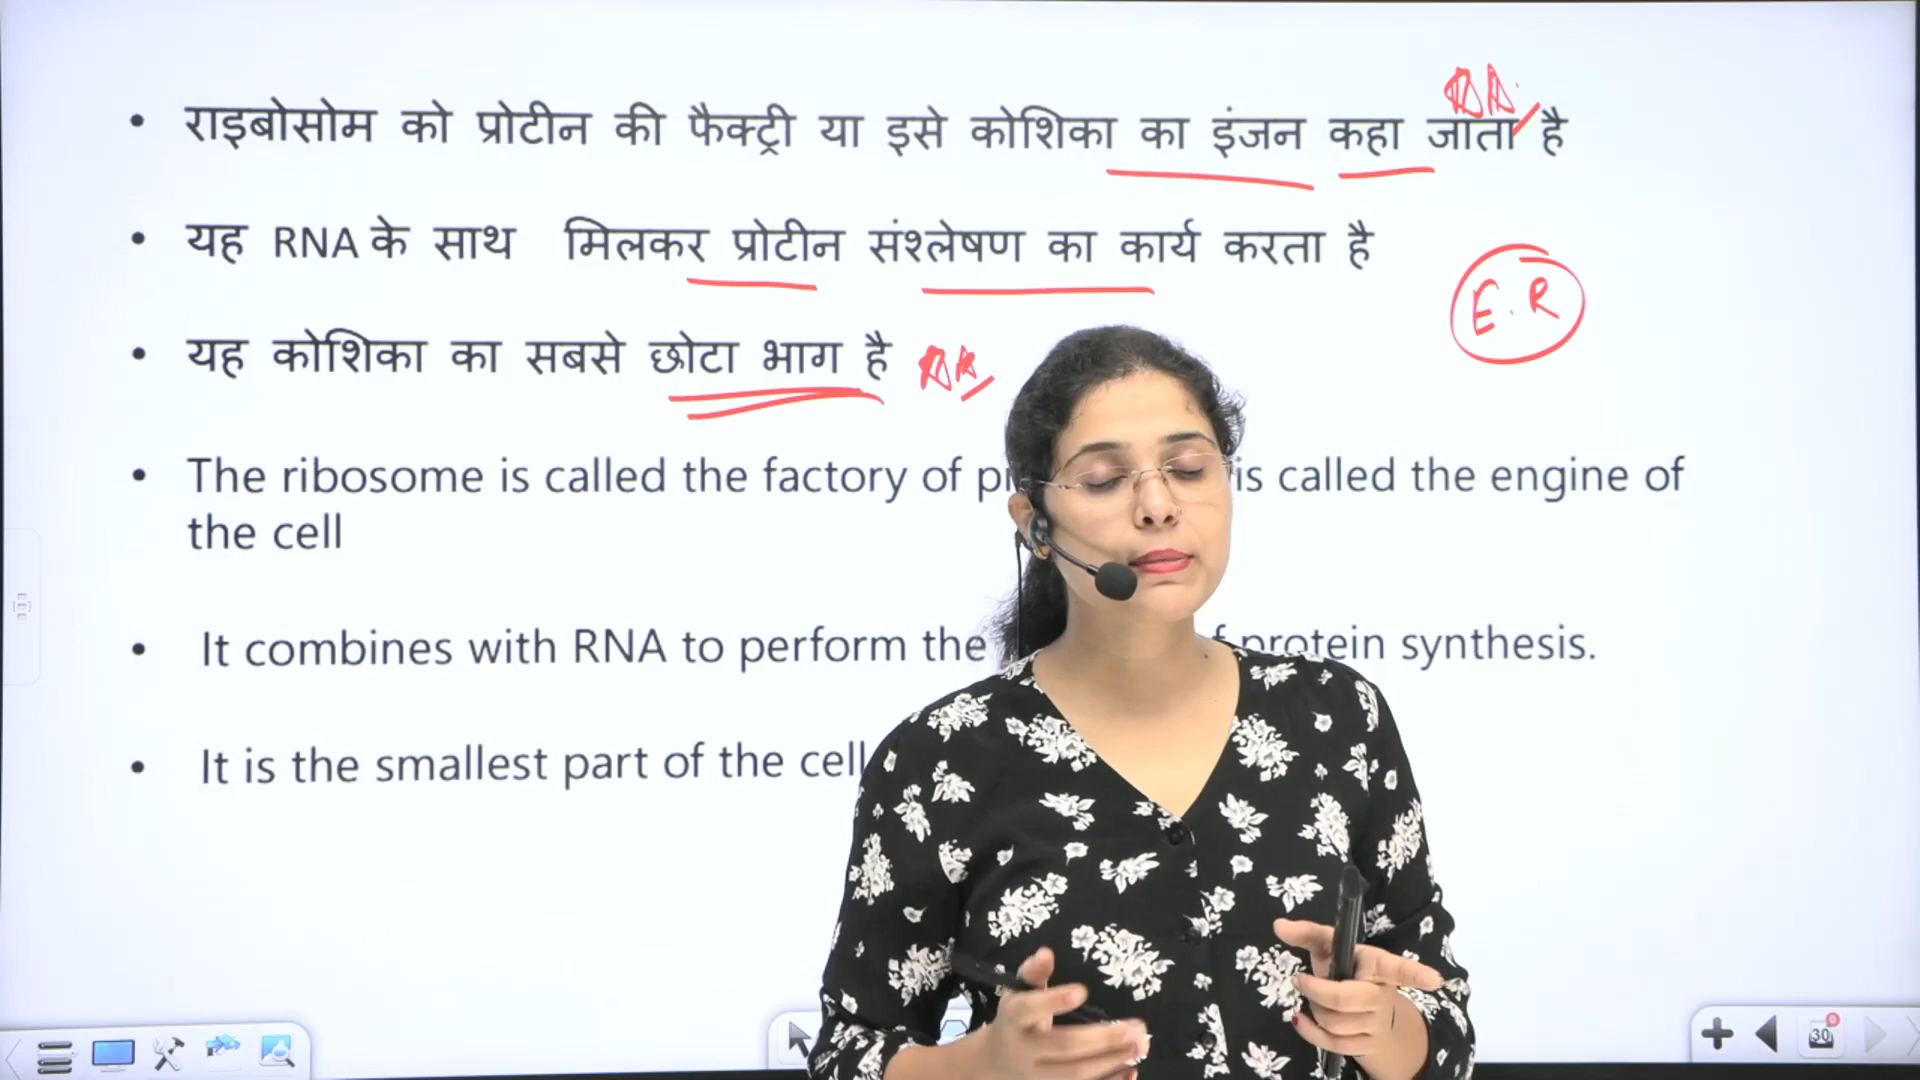 • राइबोसोम को प्रोटीन की फैक्ट्री या इसे कोशिका का इंजन कहा जाता है
• यह RNA के साथ मिलकर प्रोटीन संश्लेषण का कार्य करता है
E.R
• यह कोशिका का सबसे छोटा भाग है
• The ribosome is called the factory of is called the engine of
the cell
• It combines with RNA to perform the protein synthesis.
• It is the smallest part of the cell
30